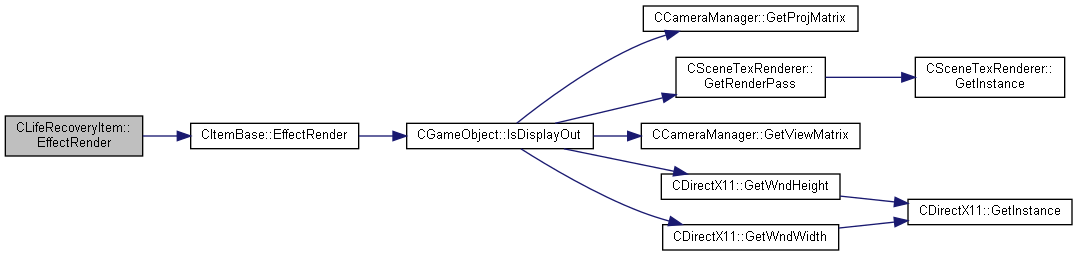 CLifeRecoveryItem::
EffectRender
CItemBase::EffectRender
CGameObject::IsDisplayOut
CCameraManager::GetProjMatrix
CSceneTexRenderer::
GetRenderPass
CSceneTexRenderer::
GetInstance
CCameraManager::GetViewMatrix
CDirectX11::GetWndHeight
CDirectX11::GetInstance
CDirectX11::GetWndWidth